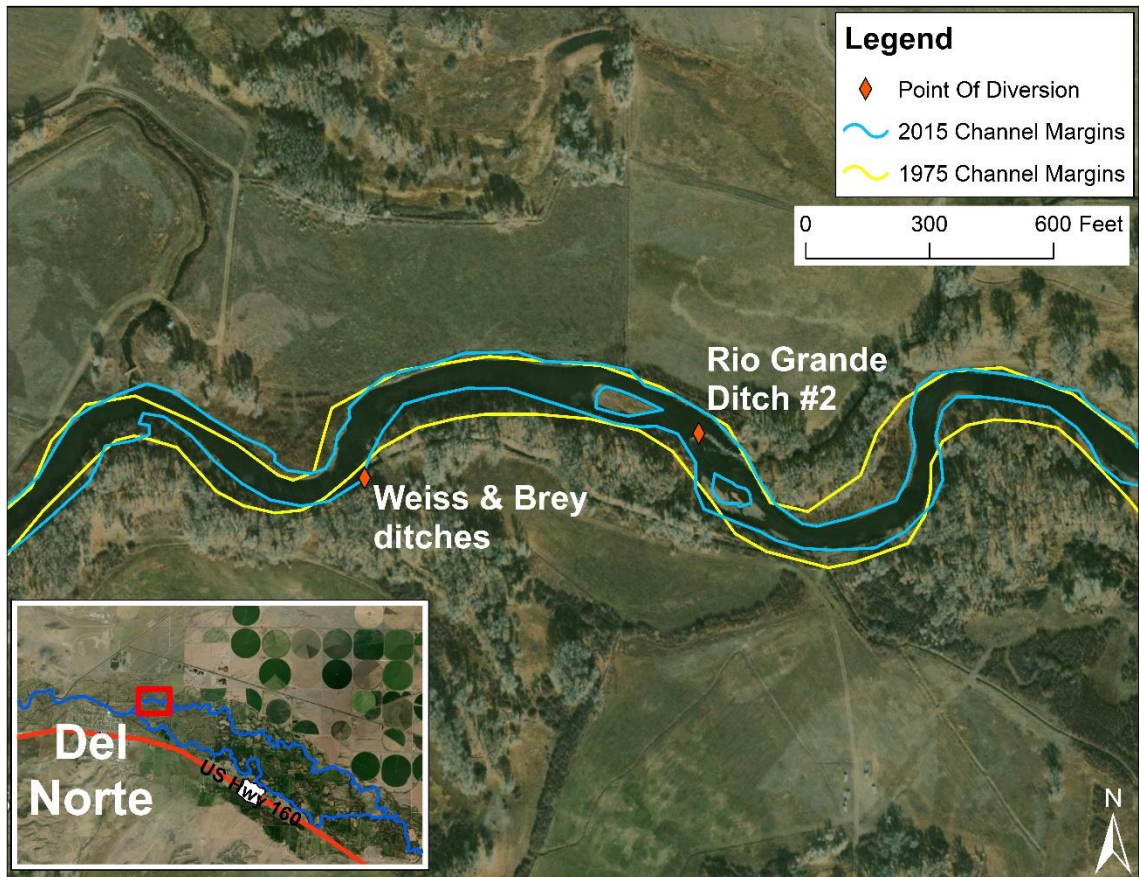 Legend
Point Of Diversion
2015 Channel Margins
1975 Channel Margins
0 300 600 Feet
Rio Grande
Ditch #2
Weiss & Brey
ditches
Del
Norte
US Hwy 160
N